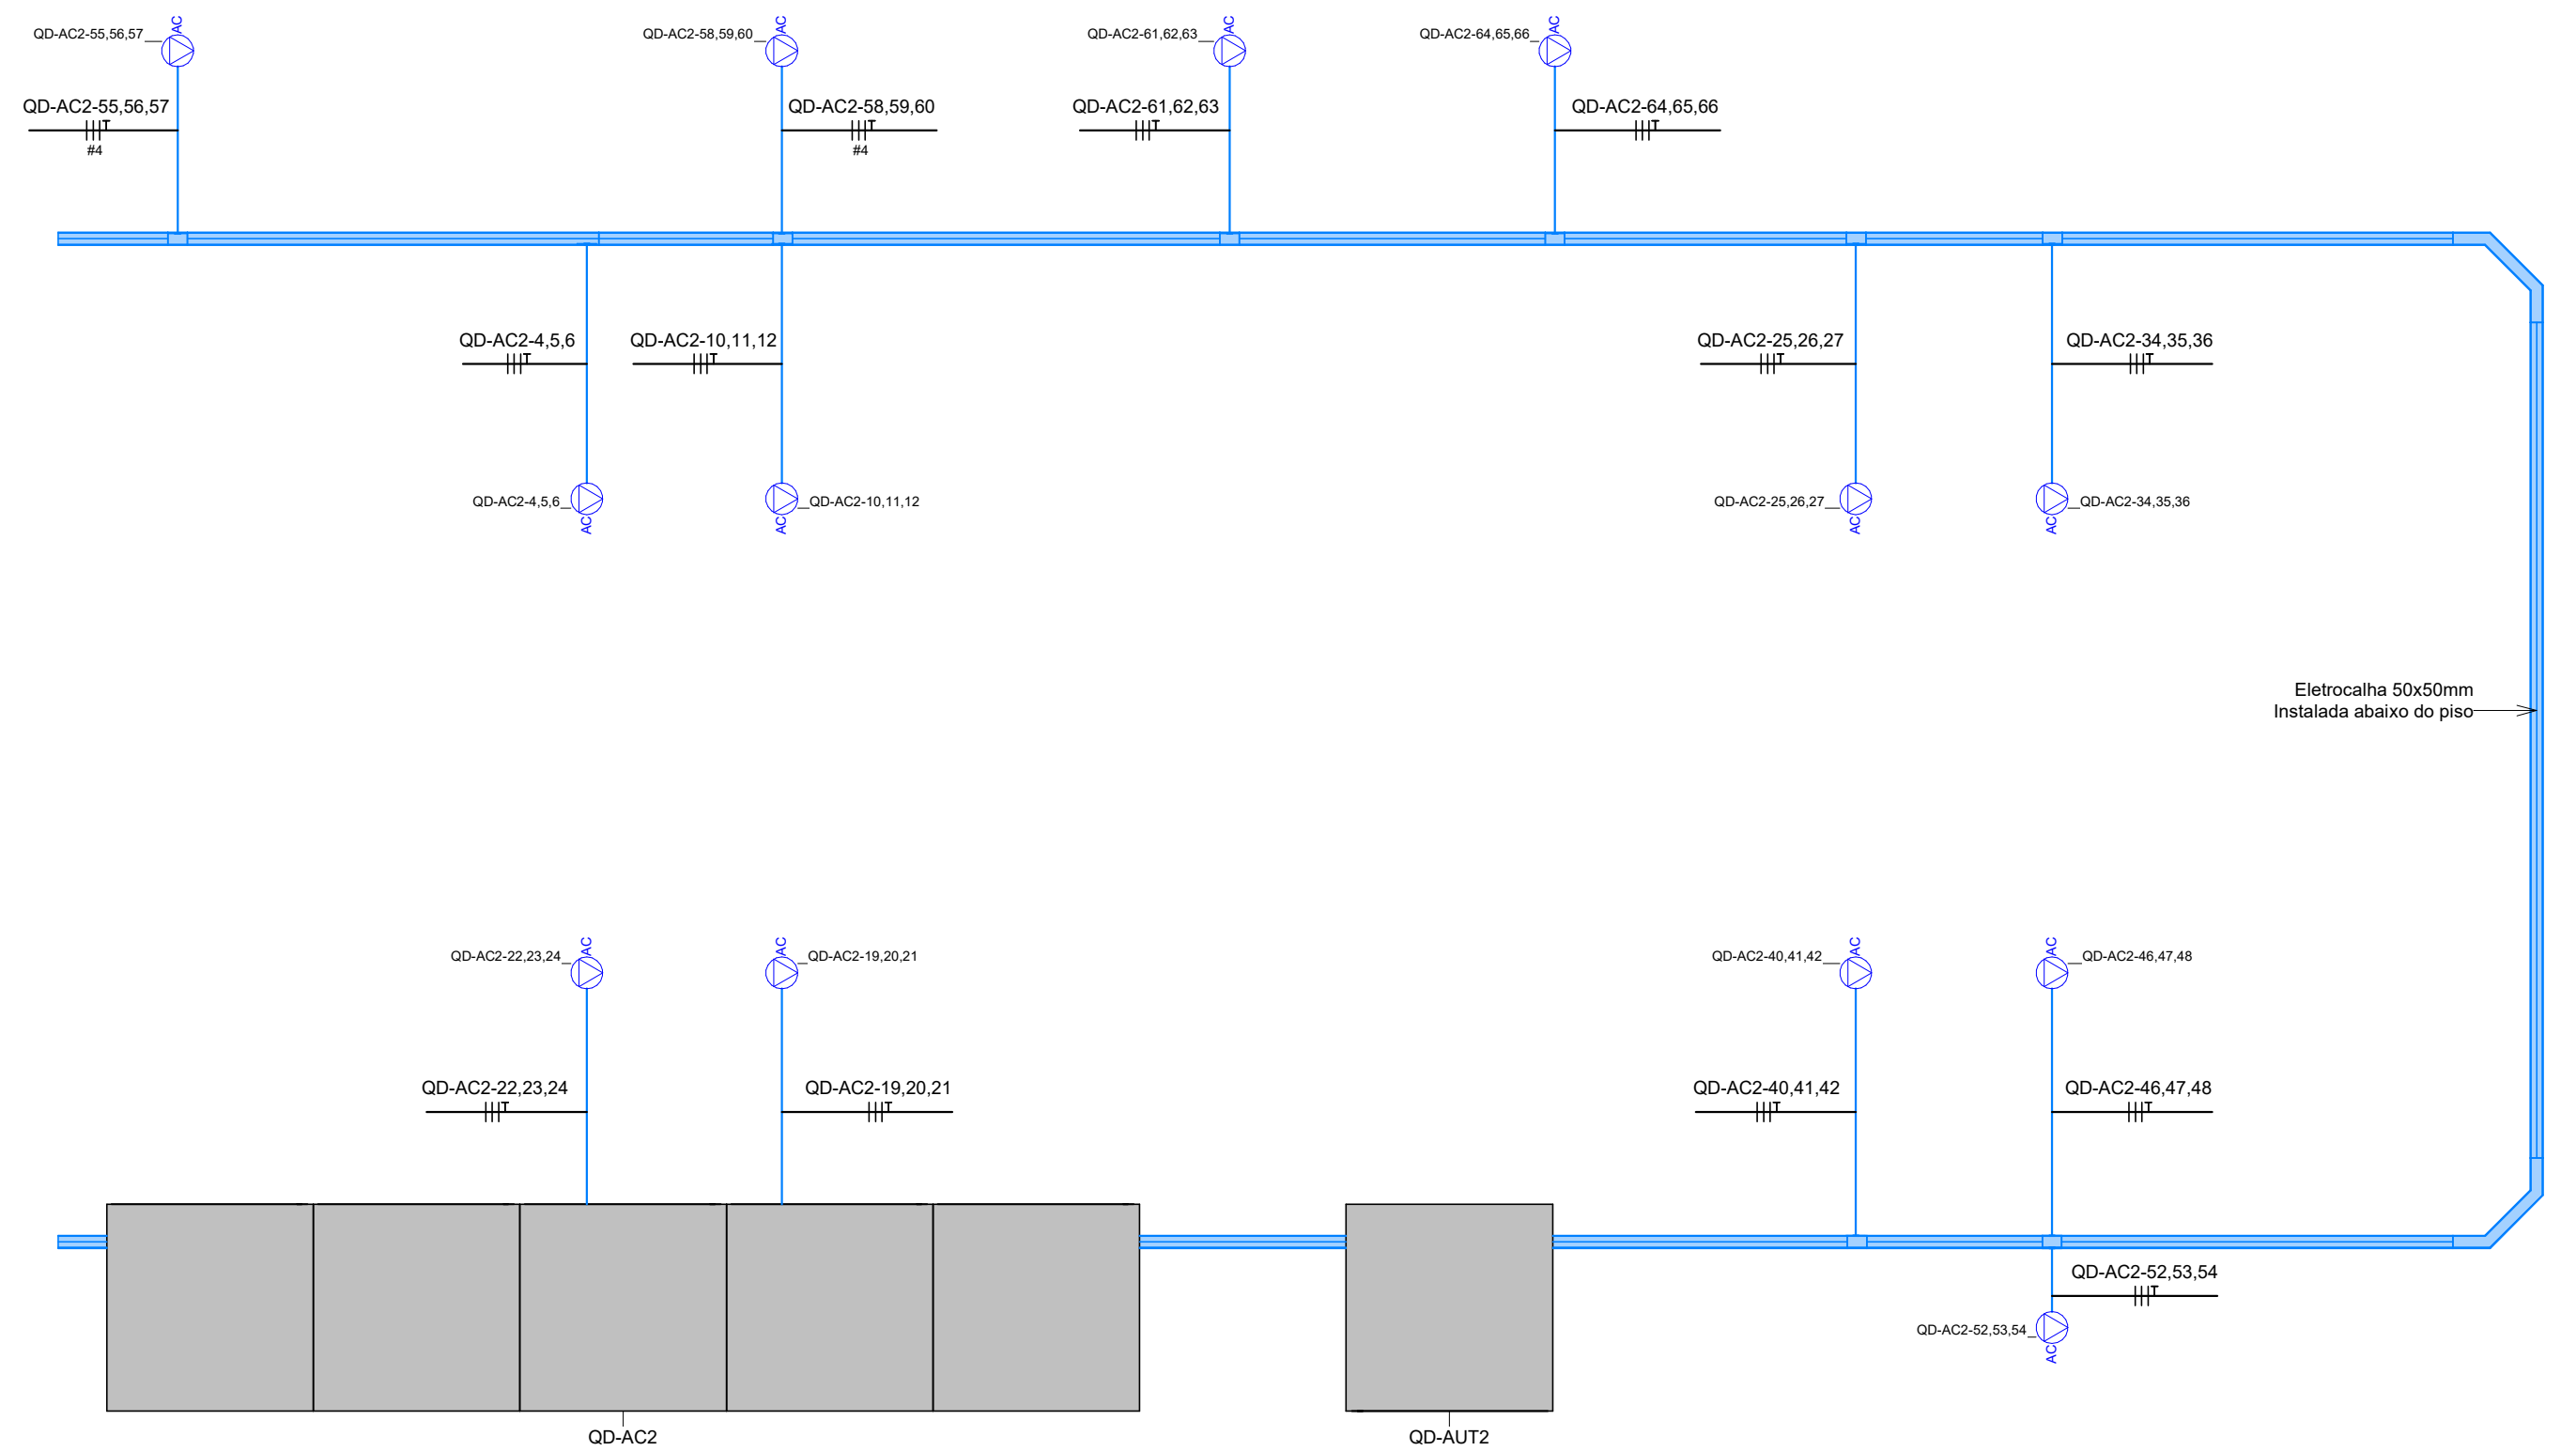 AC
AC
AC
AC
QD-AC2-55,56,57
QD-AC2-58,59,60
QD-AC2-61,62,63
QD-AC2-64,65,66
QD-AC2-55,56,57
QD-AC2-58,59,60
QD-AC2-61,62,63
QD-AC2-64,65,66
T
T
T
T
#4
#4
QD-AC2-4,5,6
QD-AC2-10,11,12
QD-AC2-25,26,27
QD-AC2-34,35,36
T
T
T
T
QD-AC2-4,5,6
QD-AC2-10,11,12
QD-AC2-25,26,27
QD-AC2-34,35,36
AC
AC
AC
AC
Eletrocalha 50x50mm
Instalada abaixo do piso
AC
AC
AC
AC
QD-AC2-22,23,24
QD-AC2-19,20,21
QD-AC2-40,41,42
QD-AC2-46,47,48
QD-AC2-22,23,24
QD-AC2-19,20,21
QD-AC2-40,41,42
QD-AC2-46,47,48
T
T
T
T
QD-AC2-52,53,54
T
QD-AC2-52,53,54
AC
QD-AC2
QD-AUT2